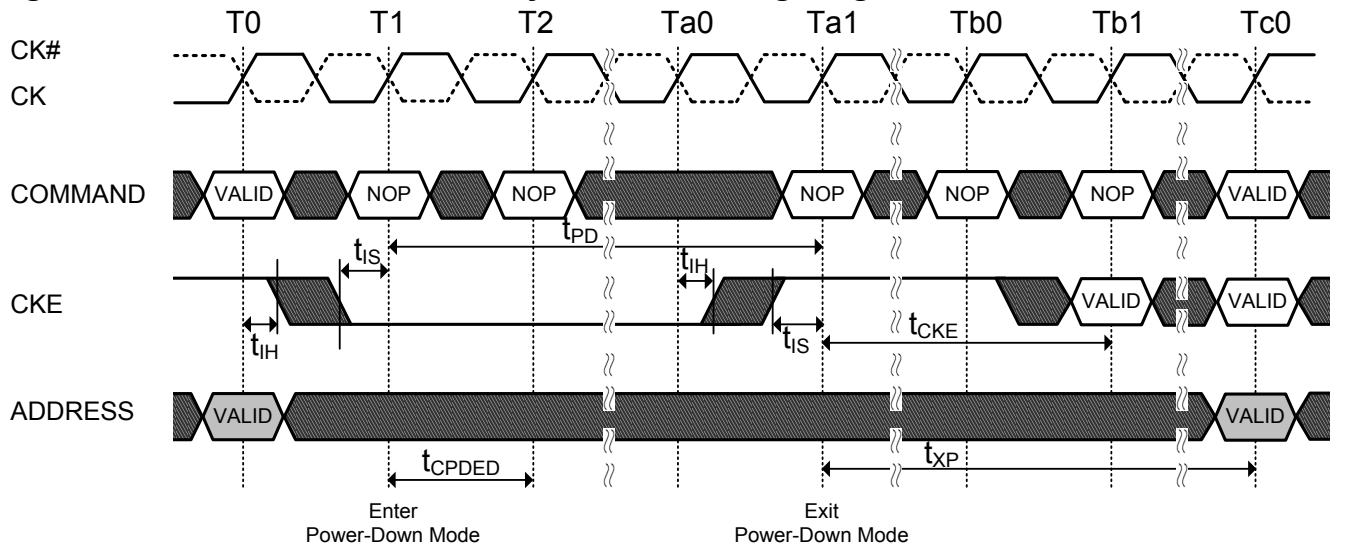 T0 T1 T2 Ta0 Ta1 Tb0 Tb1 Tc0
CK#
CK
COMMAND VALID NOP NOP NOP NOP NOP VALID
tPD
tIS tIH
CKE VALID VALID
tIH tIS tCKE
ADDRESS VALID VALID
tCPDED tXP
Enter Exit
Power-Down Mode Power-Down Mode